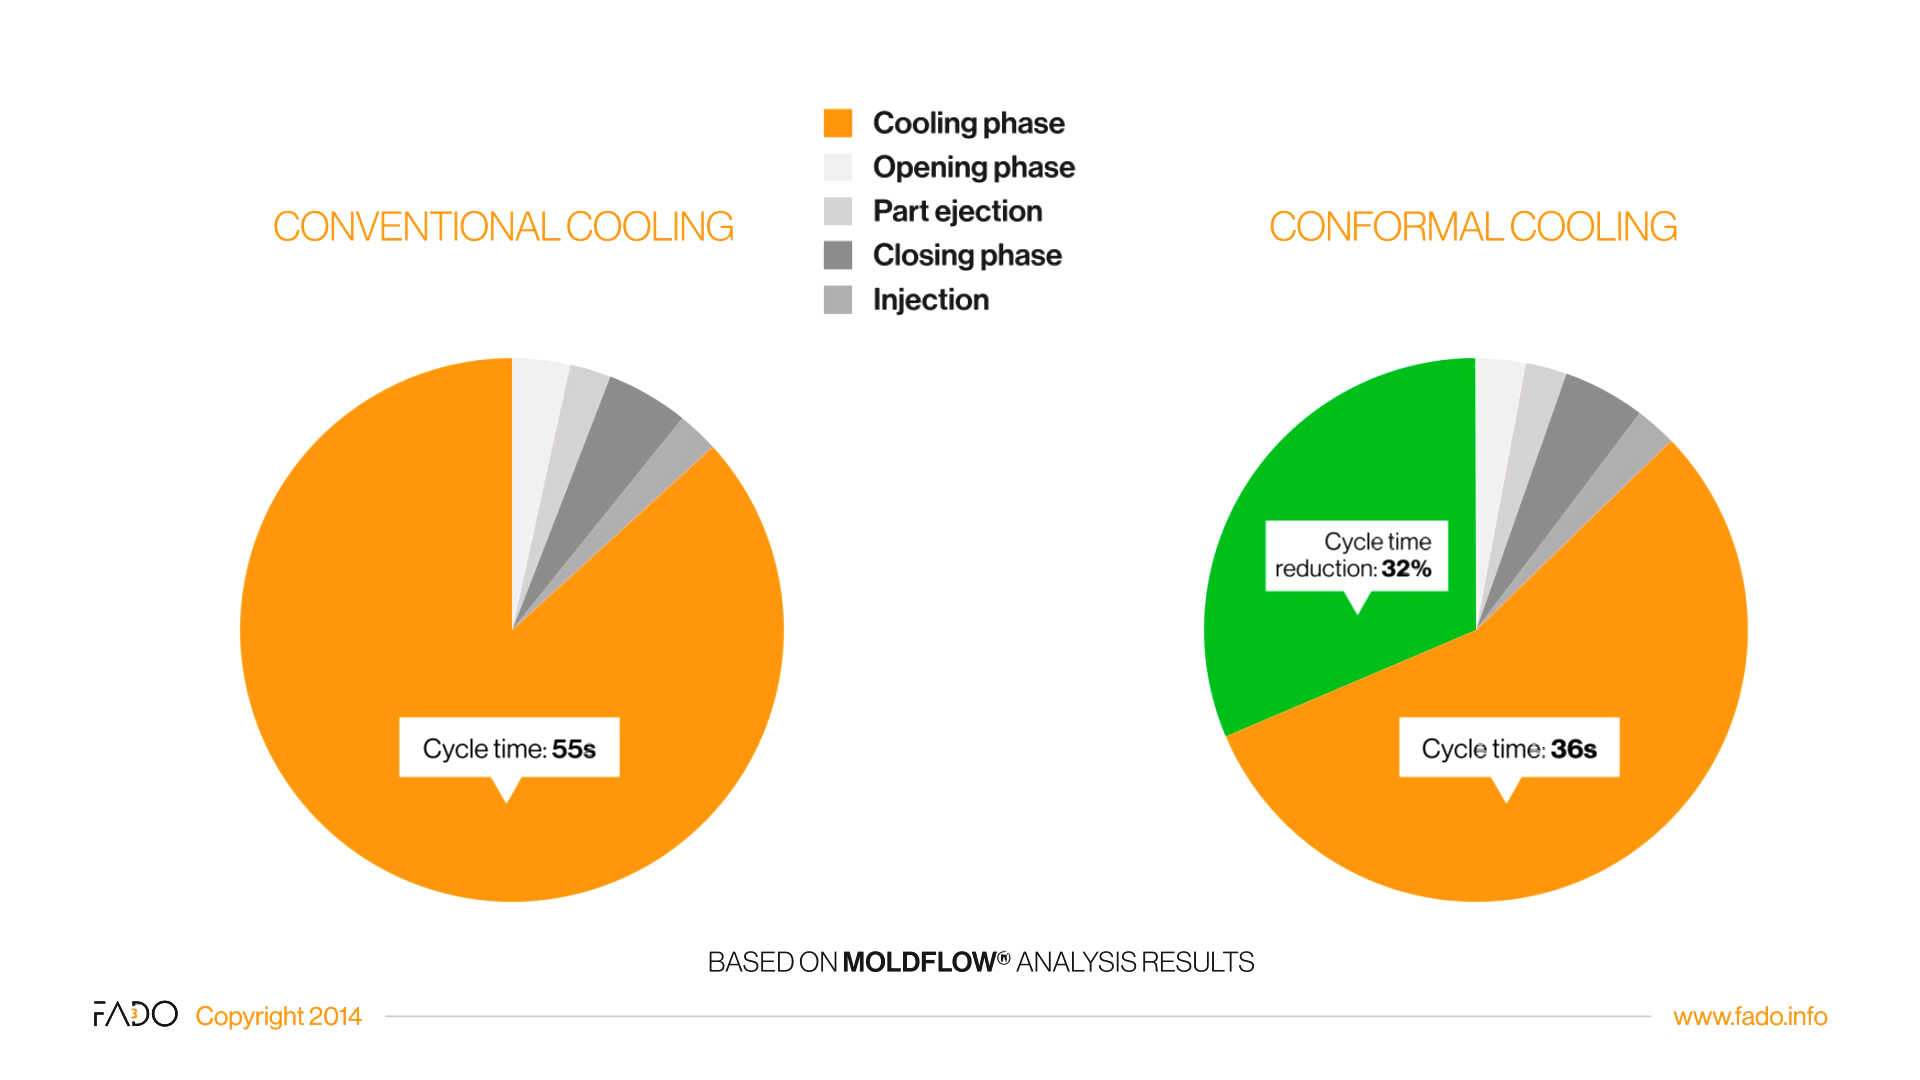 Cooling phase
Opening phase
Part ejection
Closing phase
Injection
CONVENTIONAL COOLING
CONFORMAL COOLING
Cycle time: 55s
Cycle time
reduction: 32%
Cycle time: 36s
BASED ON MOLDFLOW® ANALYSIS RESULTS
FADO Copyright 2014
www.fado.info